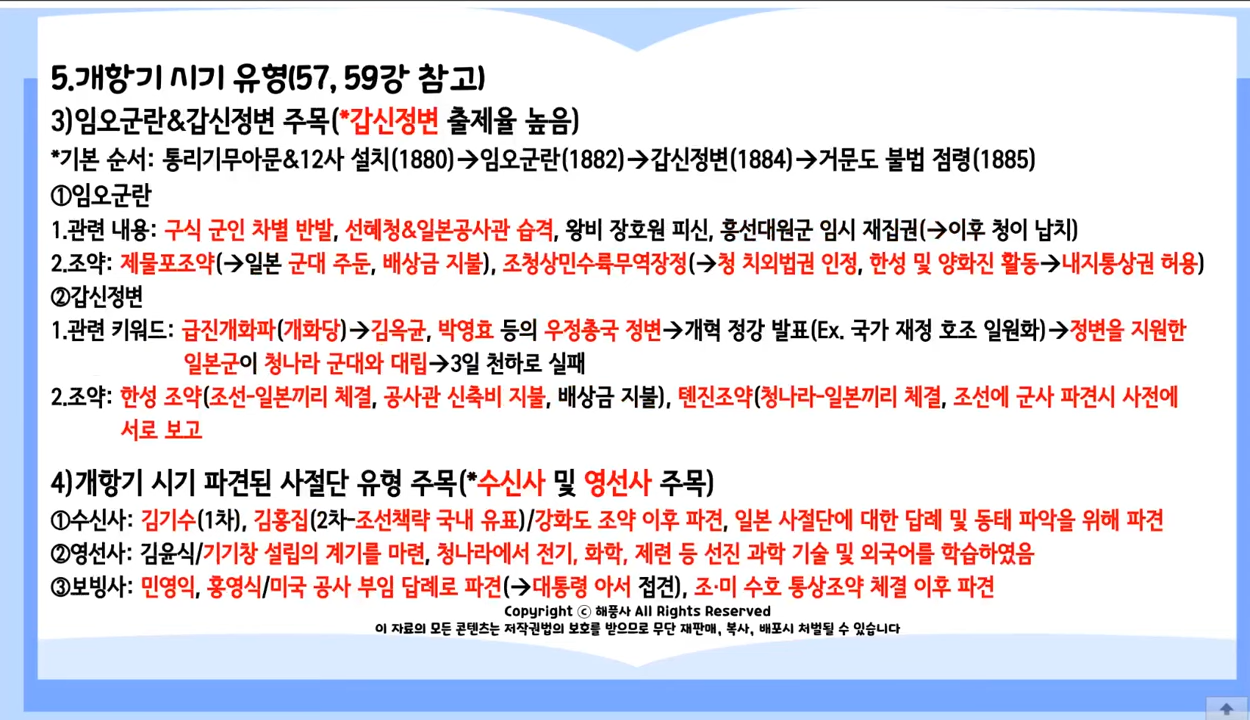 5.개항기 시기 유형(57, 59강 참고)
3)임오군란&갑신정변 주목(*갑신정변 출제율 높음)
*기본 순서: 통리기무아문&12사 설치(1880)→임오군란(1882)→갑신정변(1884)→거문도 불법 점령(1885)
①임오군란
1.관련 내용: 구식 군인 차별 반발, 선혜청&일본공사관 습격, 왕비 장호원 피신, 흥선대원군 임시 재집권(→이후 청이 납치)
2.조약: 제물포조약(→일본 군대 주둔, 배상금 지불), 조청상민수륙무역장정(→청 치외법권 인정, 한성 및 양화진 활동→내지통상권 허용)
②갑신정변
1.관련 키워드: 급진개화파(개화당)→김옥균, 박영효 등의 우정총국 정변→개혁 정강 발표(Ex. 국가 재정 호조 일원화)→정변을 지원한
일본군이 청나라 군대와 대립→3일 천하로 실패
2.조약: 한성 조약(조선-일본끼리 체결, 공사관 신축비 지불, 배상금 지불), 톈진조약(청나라-일본끼리 체결, 조선에 군사 파견시 사전에
서로 보고
4)개항기 시기 파견된 사절단 유형 주목(*수신사 및 영선사 주목)
①수신사: 김기수(1차), 김홍집(2차-조선책략 국내 유표)/강화도 조약 이후 파견, 일본 사절단에 대한 답례 및 동태 파악을 위해 파견
②영선사: 김윤식/기기창 설립의 계기를 마련, 청나라에서 전기, 화학, 제련 등 선진 과학 기술 및 외국어를 학습하였음
③보빙사: 민영익, 홍영식/미국 공사 부임 답례로 파견(→대통령 아서 접견), 조·미 수호 통상조약 체결 이후 파견
Copyright ⓒ 해풍사 All Rights Reserved
이 자료의 모든 콘텐츠는 저작권법의 보호를 받으므로 무단 재판매, 복사, 배포시 처벌될 수 있습니다